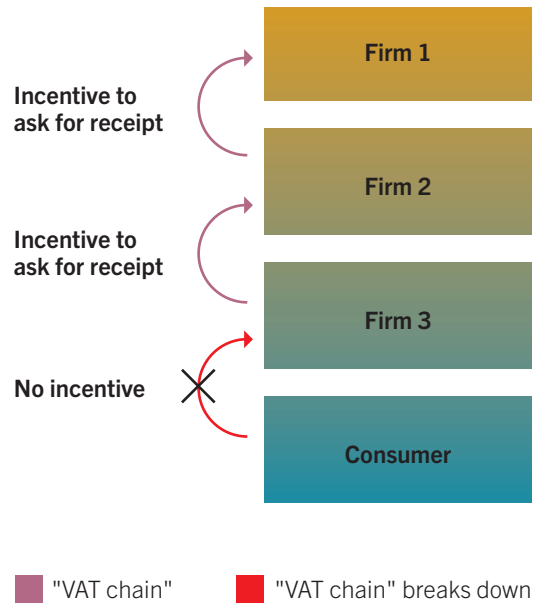 Firm 1
Incentive to
ask for receipt
Firm 2
Incentive to
ask for receipt
Firm 3
No incentive
Consumer
"VAT chain"
"VAT chain" breaks down